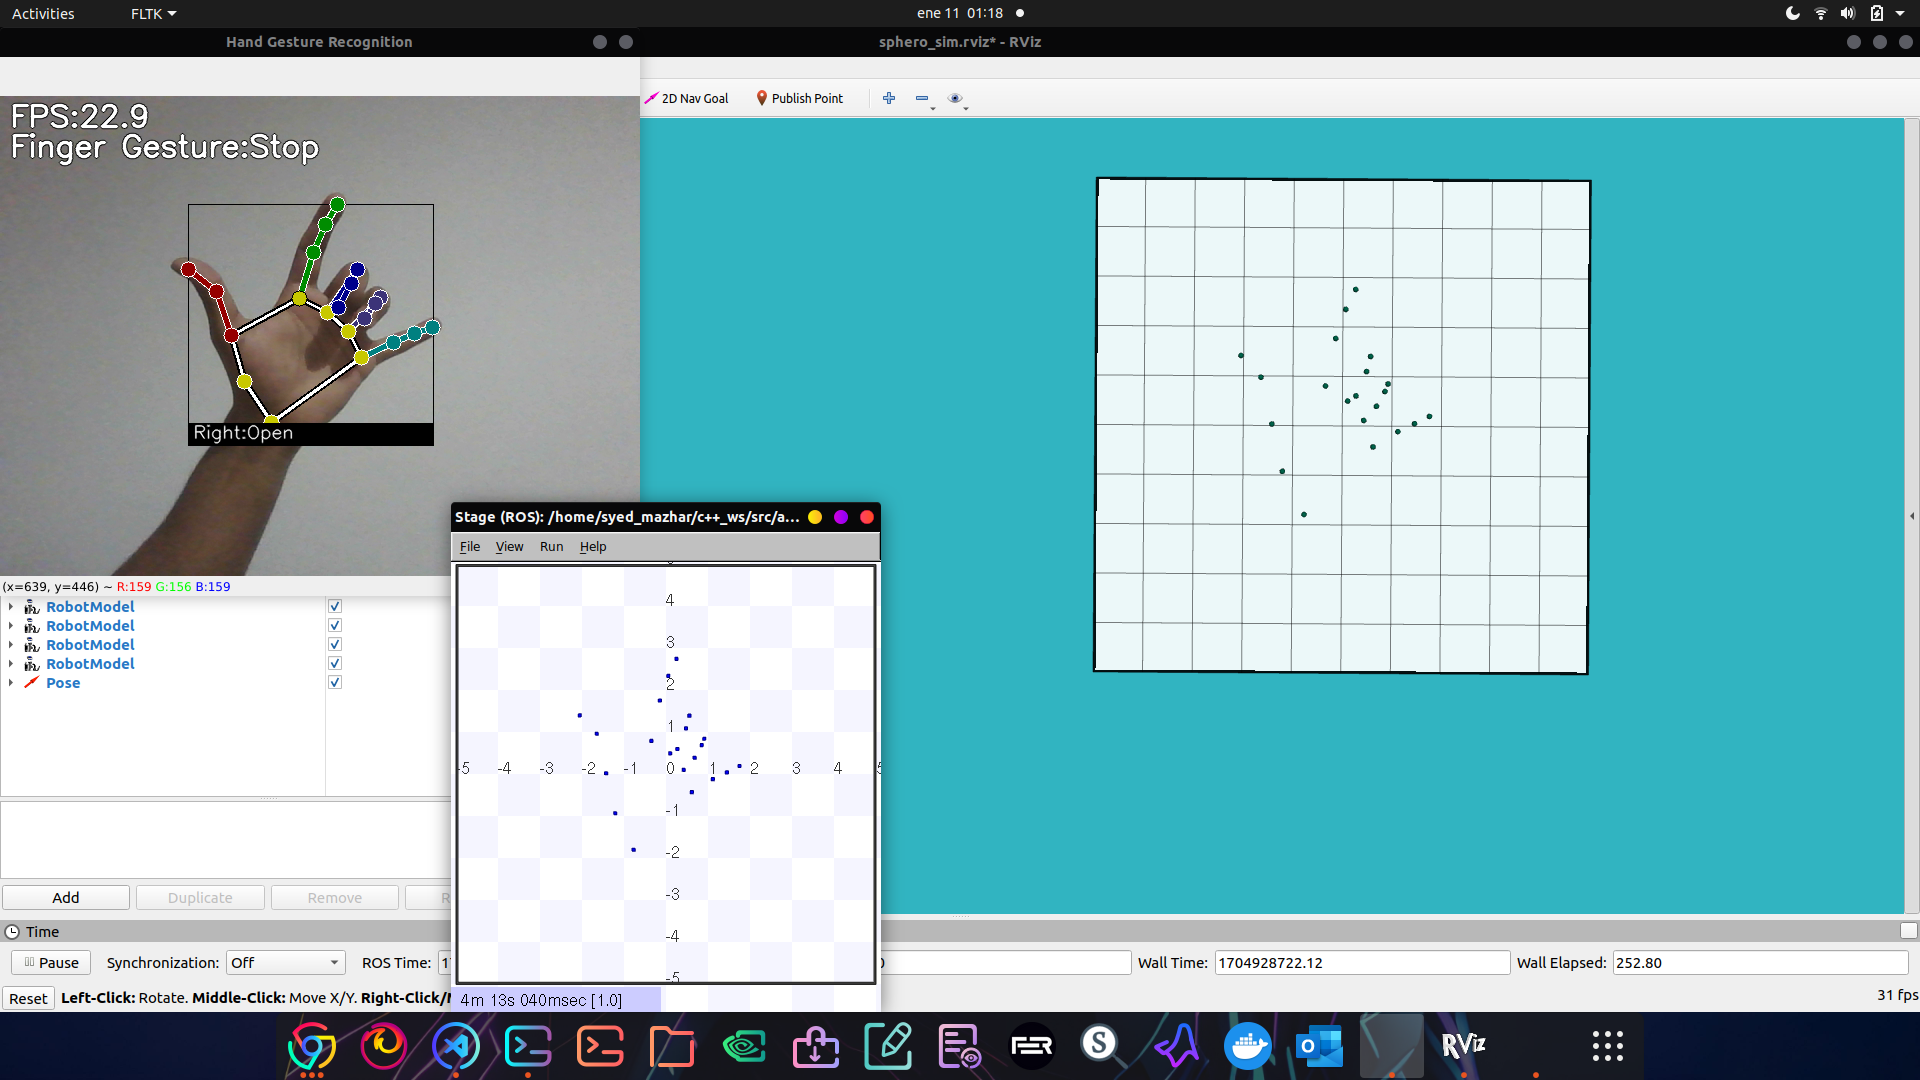 Activities
FLTK
ene 11 01:18
Hand Gesture Recognition
sphero_sim.rviz* - RViz
2D Nav Goal
Publish Point
FPS:22.9
Finger Gesture:Stop
Right:Open
(x=639, y=446) ~ R:159 G:156 B:159
RobotModel
RobotModel
RobotModel
RobotModel
Pose
Stage (ROS): /home/syed_mazhar/c++_ws/src/a...
File View Run Help
4
3
2
1
-5 -4 -3 -2 -1 0 1 2 3 4 5
-1
-2
-3
-4
-5
4m 13s 040msec [1.0]
Add
Duplicate
Remove
Time
Pause
Synchronization:
Off
ROS Time:
Wall Time:
1704928722.12
Wall Elapsed:
252.80
Reset
Left-Click: Rotate. Middle-Click: Move X/Y. Right-Click/
31 fps
FER
S
RViz